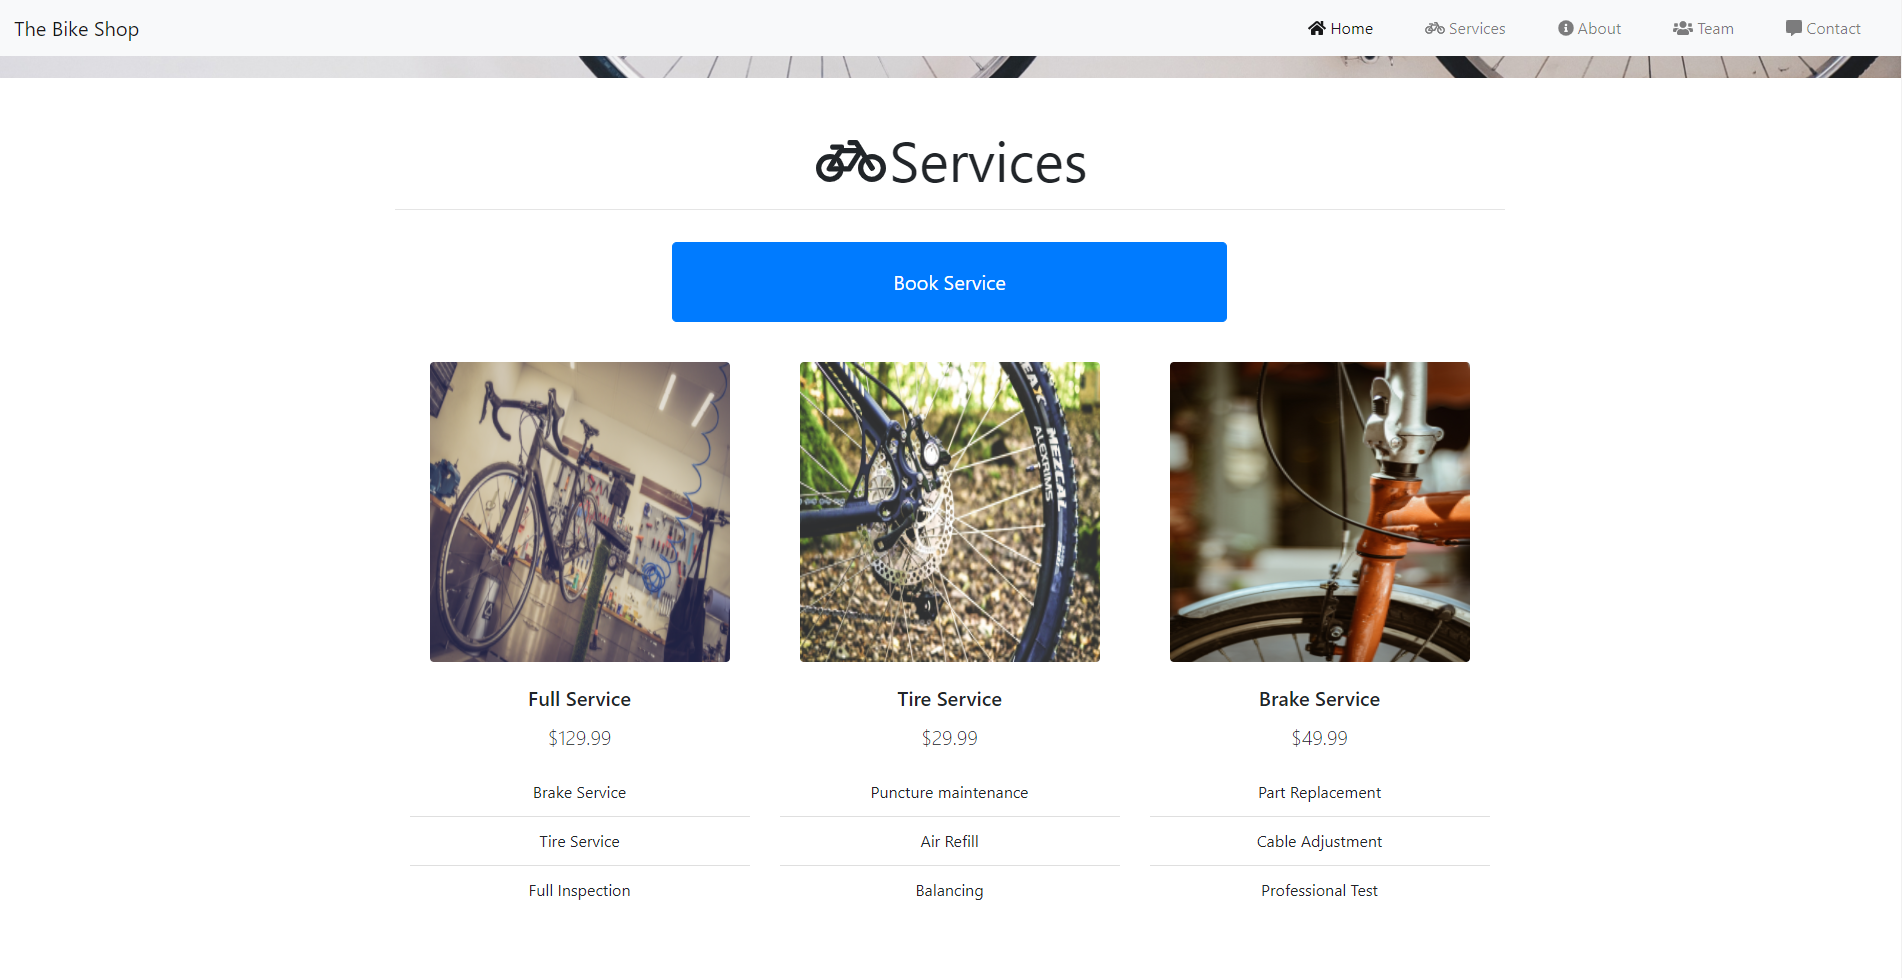 The Bike Shop
Home
Services
About
Team
Contact
Services
Book Service
MEZCAL
ALEXRIMS
Full Service
$129.99
Brake Service
Tire Service
Full Inspection
Tire Service
$29.99
Puncture maintenance
Air Refill
Balancing
Brake Service
$49.99
Part Replacement
Cable Adjustment
Professional Test